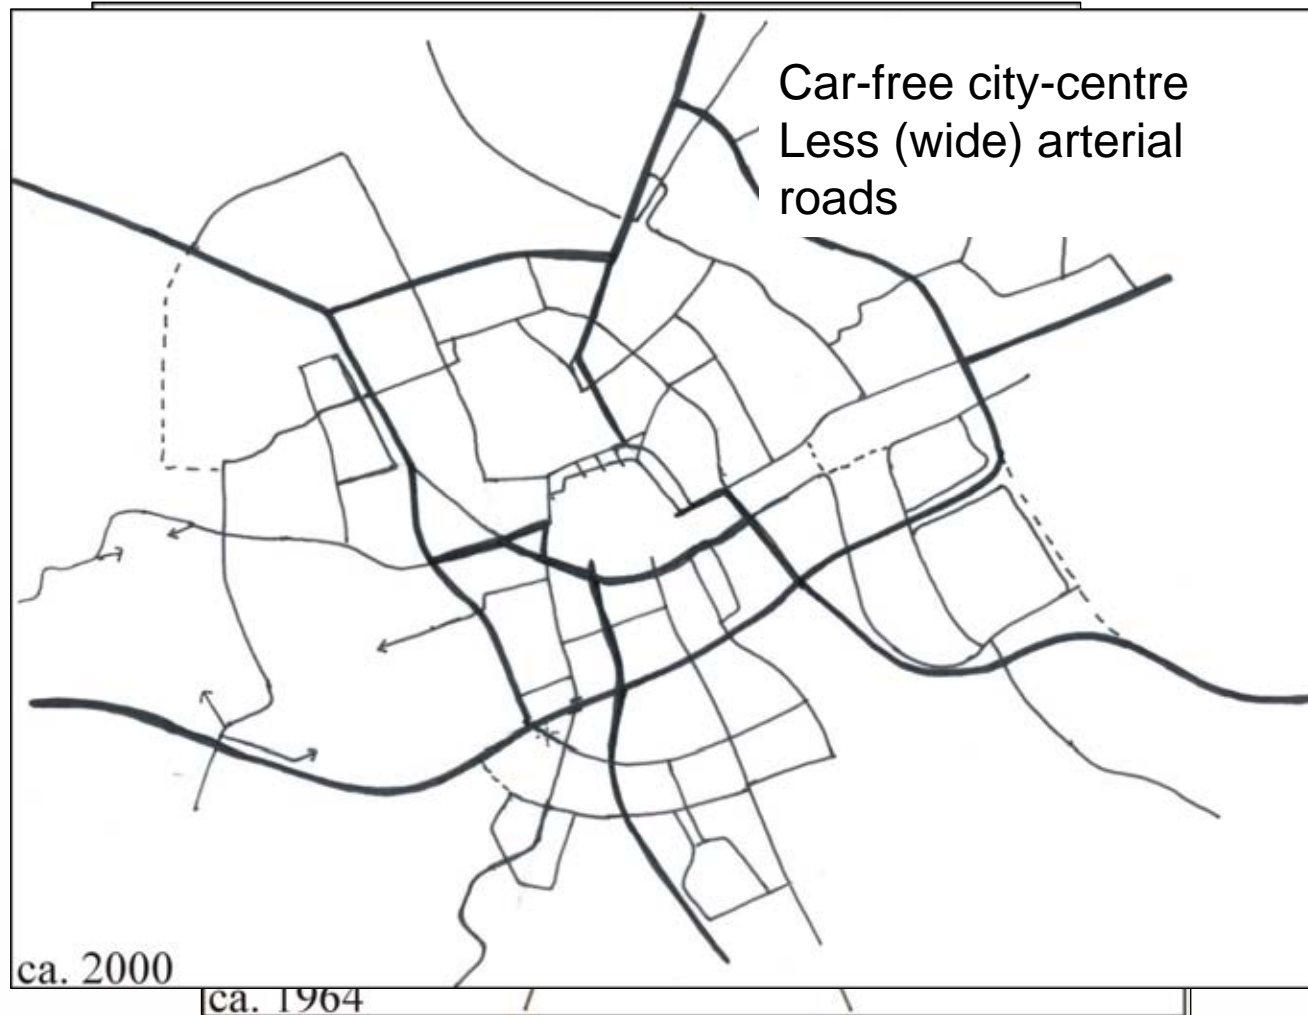 Car-free city-centre
Less (wide) arterial
roads
ca. 2000
ca. 1964